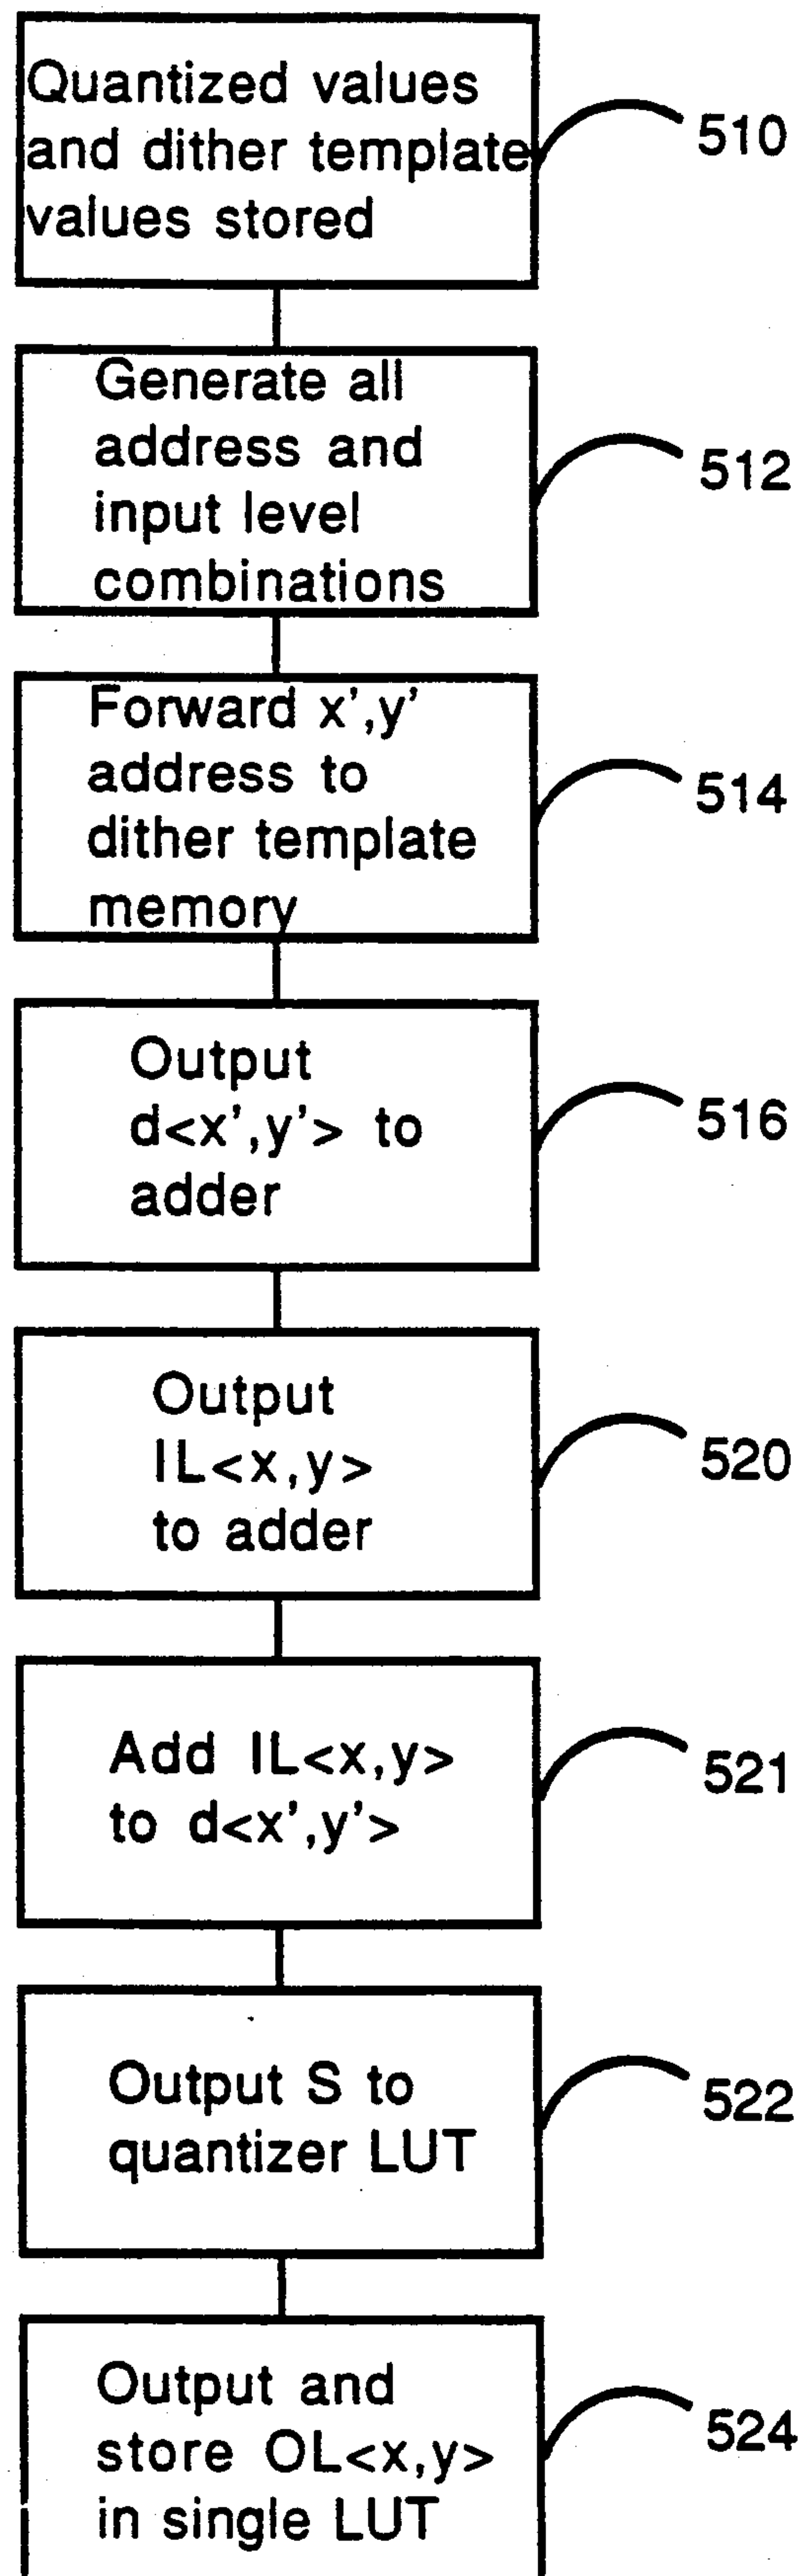 Quantized values
and dither template
values stored
510
Generate all
address and
input level
combinations
512
Forward x',y'
address to
dither template
memory
514
Output
d<x',y'> to
adder
516
Output
IL<x,y>
to adder
520
Add IL<x,y>
to d<x',y'>
521
Output S to
quantizer LUT
522
Output and
store OL<x,y>
in single LUT
524